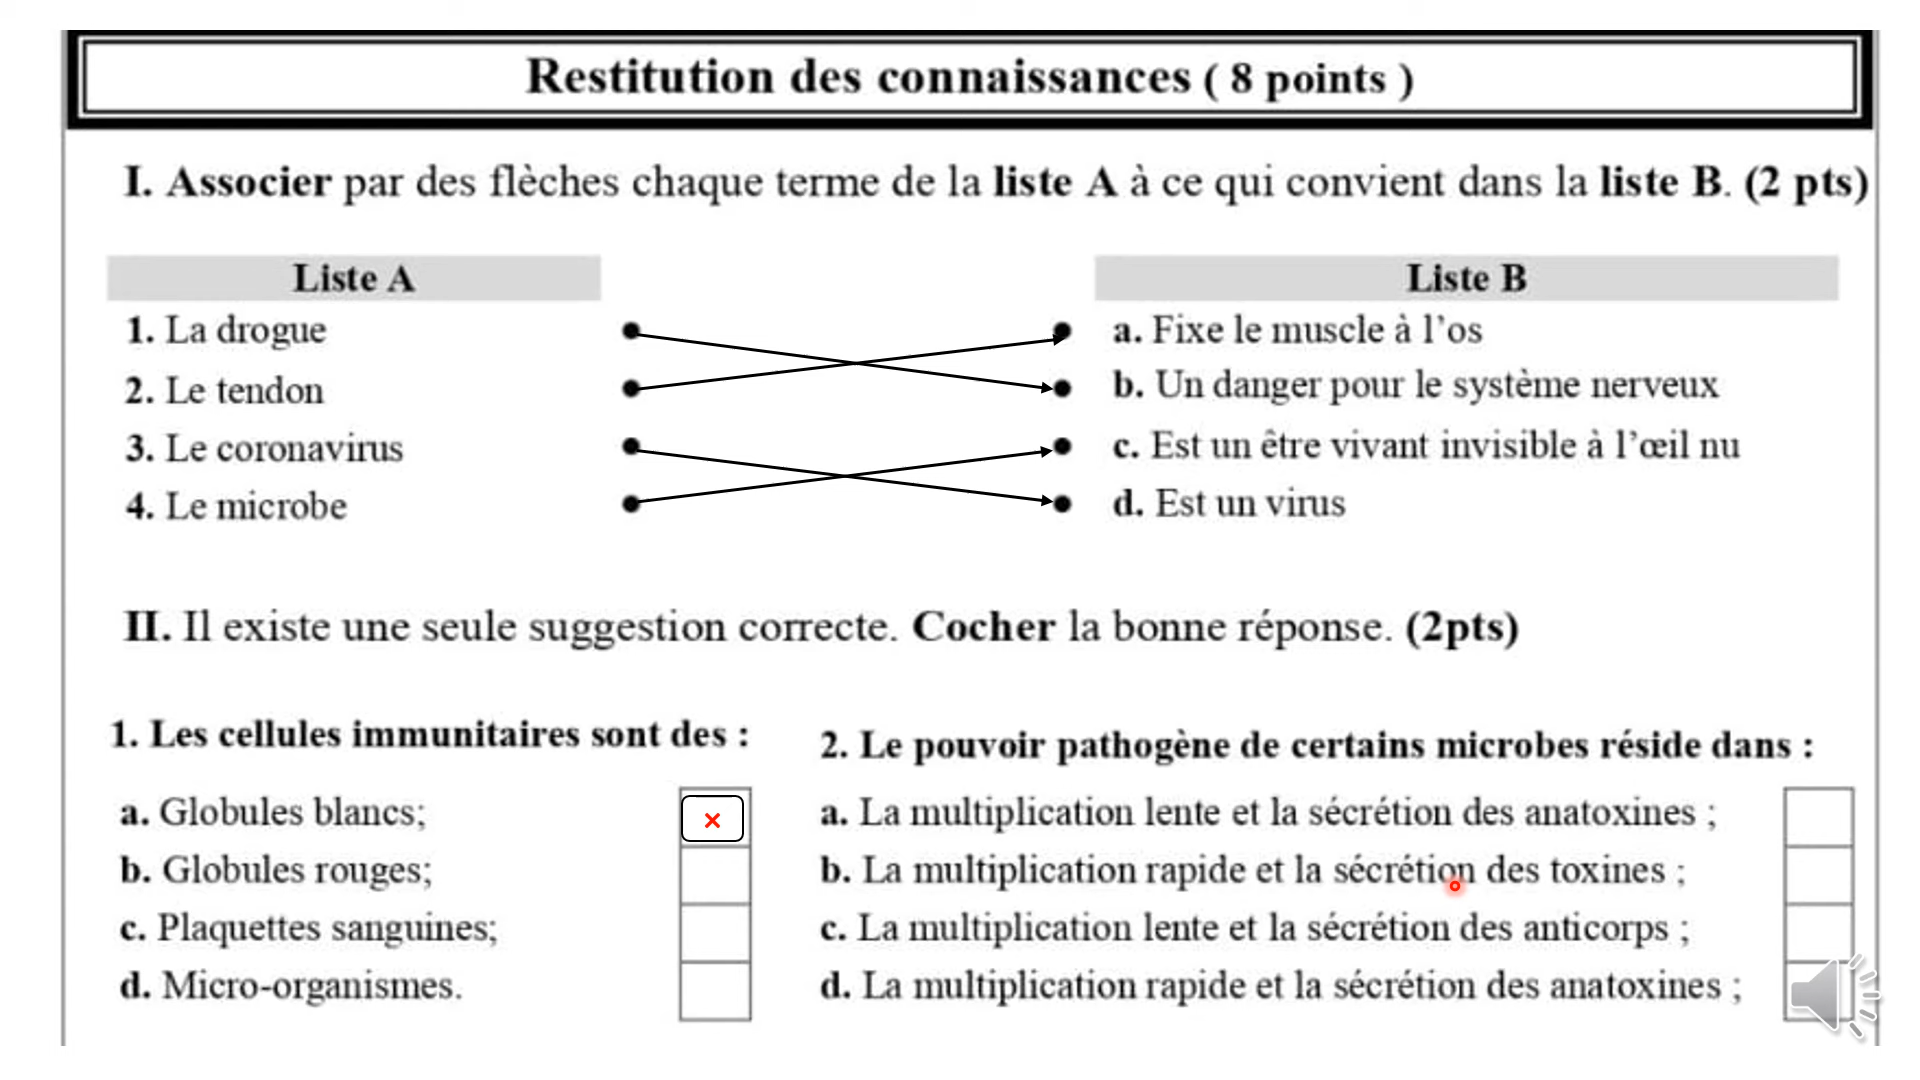 Restitution des connaissances ( 8 points )
I. Associer par des flèches chaque terme de la liste A à ce qui convient dans la liste B. (2 pts)
Liste A
1. La drogue
2. Le tendon
3. Le coronavirus
4. Le microbe
Liste B
a. Fixe le muscle à l’os
b. Un danger pour le système nerveux
c. Est un être vivant invisible à l’œil nu
d. Est un virus
II. Il existe une seule suggestion correcte. Cocher la bonne réponse. (2pts)
1. Les cellules immunitaires sont des :
a. Globules blancs; ×
b. Globules rouges;
c. Plaquettes sanguines;
d. Micro-organismes.
2. Le pouvoir pathogène de certains microbes réside dans :
a. La multiplication lente et la sécrétion des anatoxines ;
b. La multiplication rapide et la sécrétion des toxines ;
c. La multiplication lente et la sécrétion des anticorps ;
d. La multiplication rapide et la sécrétion des anatoxines ;